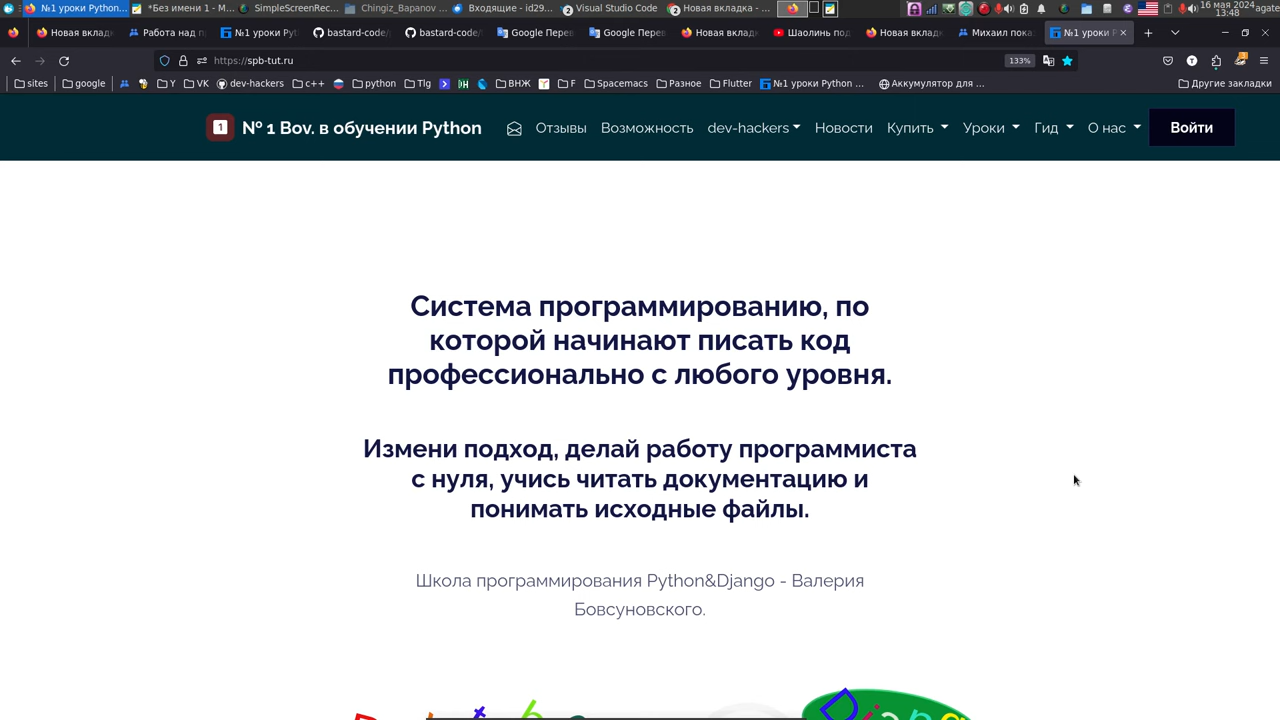 №1 уроки Python...
*Без имени 1 - M...
SimpleScreenRec...
Chingiz_Bapanov
Входящие - id29...
Visual Studio Code
Новая вкладка - ...
16 мая 2024
13:48
agate
Новая вклад
Работа над п
№1 уроки Pyt
bastard-code/
bastard-code/
Google Перев
Google Перев
Новая вклад
Шаолинь под
Новая вклад
Михаил пока
№1 уроки P
https://spb-tut.ru
133%
sites
google
Y
VK
dev-hackers
c++
python
Tlg
ВНЖ
F
Spacemacs
Разное
Flutter
№1 уроки Python ...
Аккумулятор для ...
Другие закладки
1
№ 1 Bov. в обучении Python
Отзывы
Возможность
dev-hackers
Новости
Купить
Уроки
Гид
О нас
Войти
Система программированию, по
которой начинают писать код
профессионально с любого уровня.
Измени подход, делай работу программиста
с нуля, учись читать документацию и
понимать исходные файлы.
Школа программирования Python&Django - Валерия
Бовсуновского.